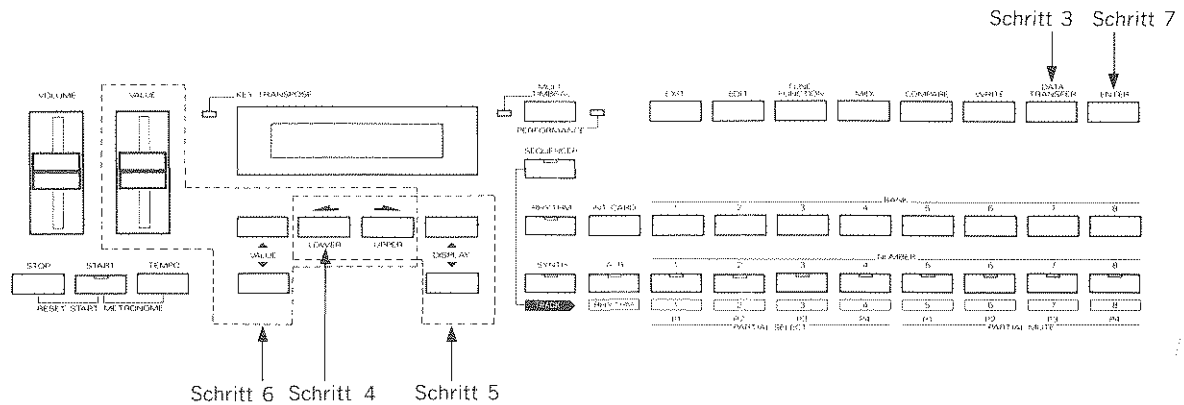 Schritt 3 Schritt 7
VOLUME VALUE KEY TRANSPOSE MULTI TIMBRAL PERFORMANCE EXIT EDIT TUNE FUNCTION MIDI COMPARE WRITE DATA TRANSFER ENTER
SEQUENCER
BANK
RHYTHM INT CARD 1 2 3 4 5 6 7 8
VALUE LOWER UPPER DISPLAY
NUMBER
STOP START TEMPO SYNTH A B 1 2 3 4 5 6 7 8
RESET START METRONOME RHYTHM 1 2 3 4 5 6 7 8
P1 P2 P3 P4 P1 P2 P3 P4
PARTIAL SELECT PARTIAL MUTE
Schritt 6 Schritt 4 Schritt 5